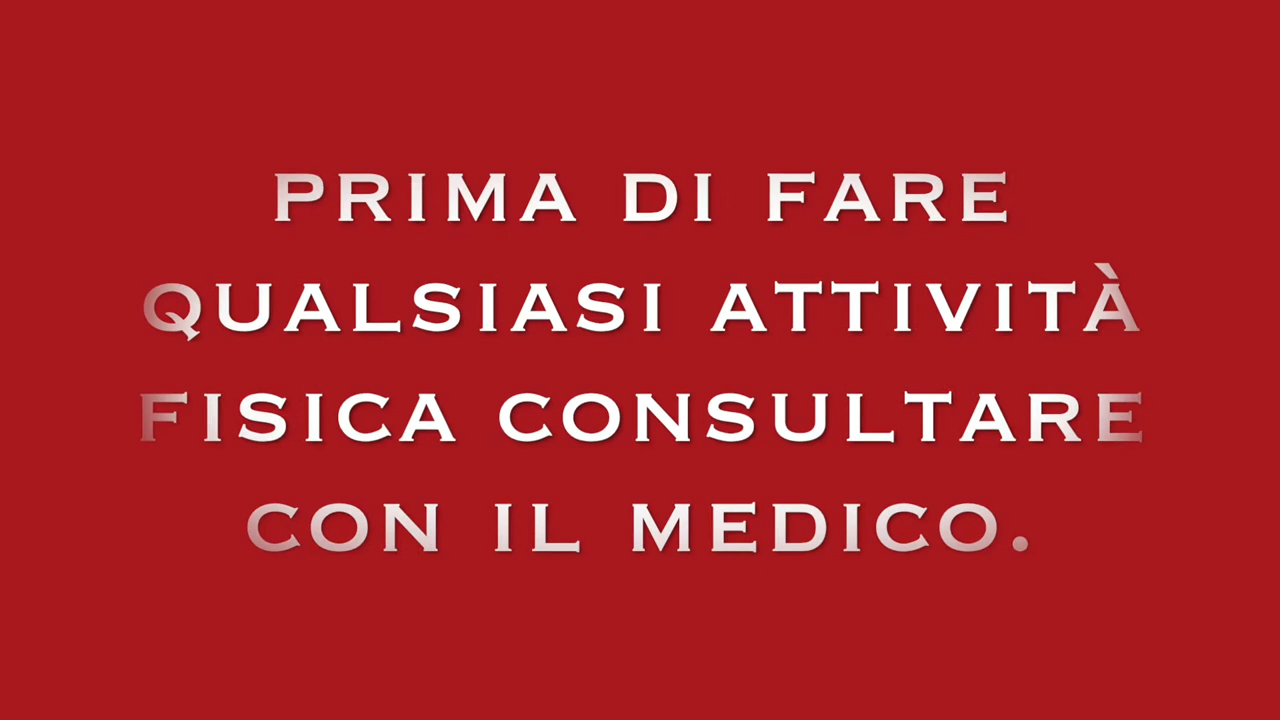 PRIMA DI FARE
QUALSIASI ATTIVITÀ
FISICA CONSULTARE
CON IL MEDICO.